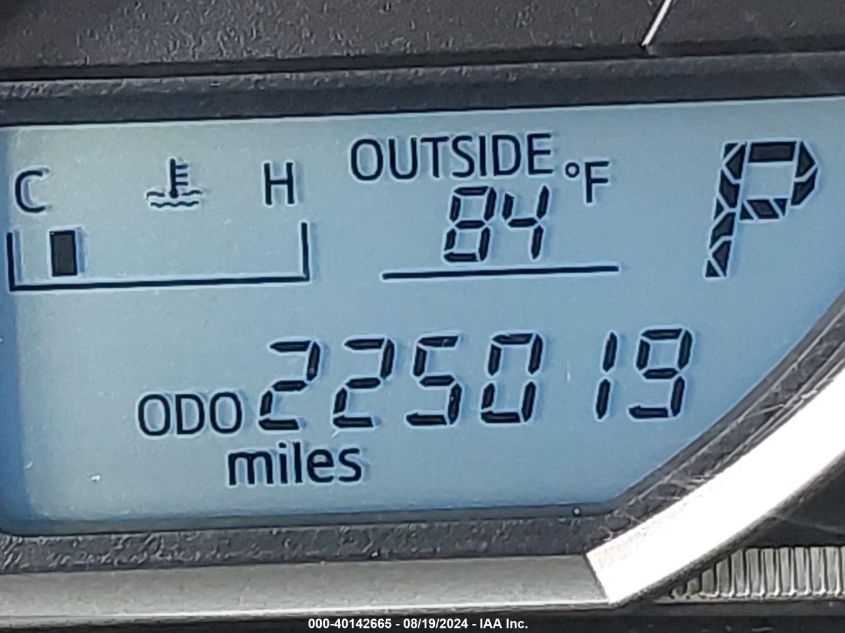 C H OUTSIDE °F P
84
ODO 225019
miles
000-40142665 - 08/19/2024 - IAA Inc.